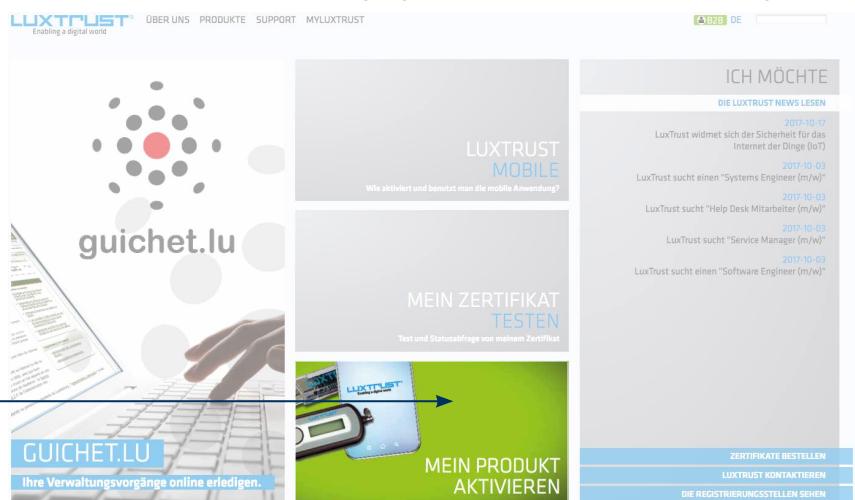 LUXTRUST
Enabling a digital world
ÜBER UNS PRODUKTE SUPPORT MYLUXTRUST
B2B DE
guichet.lu
GUICHET.LU
Ihre Verwaltungsvorgänge online erledigen.
LUXTRUST
MOBILE
Wie aktiviert und benutzt man die mobile Anwendung?
MEIN ZERTIFIKAT
TESTEN
Test und Statusabfrage von meinem Zertifikat
LUXTRUST
Enabling a digital world
MEIN PRODUKT
AKTIVIEREN
ICH MÖCHTE
DIE LUXTRUST NEWS LESEN
2017-10-17
LuxTrust widmet sich der Sicherheit für das
Internet der Dinge (IoT)
2017-10-03
LuxTrust sucht einen "Systems Engineer (m/w)"
2017-10-03
LuxTrust sucht "Help Desk Mitarbeiter (m/w)"
2017-10-03
LuxTrust sucht "Service Manager (m/w)"
2017-10-03
LuxTrust sucht einen "Software Engineer (m/w)"
ZERTIFIKATE BESTELLEN
LUXTRUST KONTAKTIEREN
DIE REGISTRIERUNGSSTELLEN SEHEN